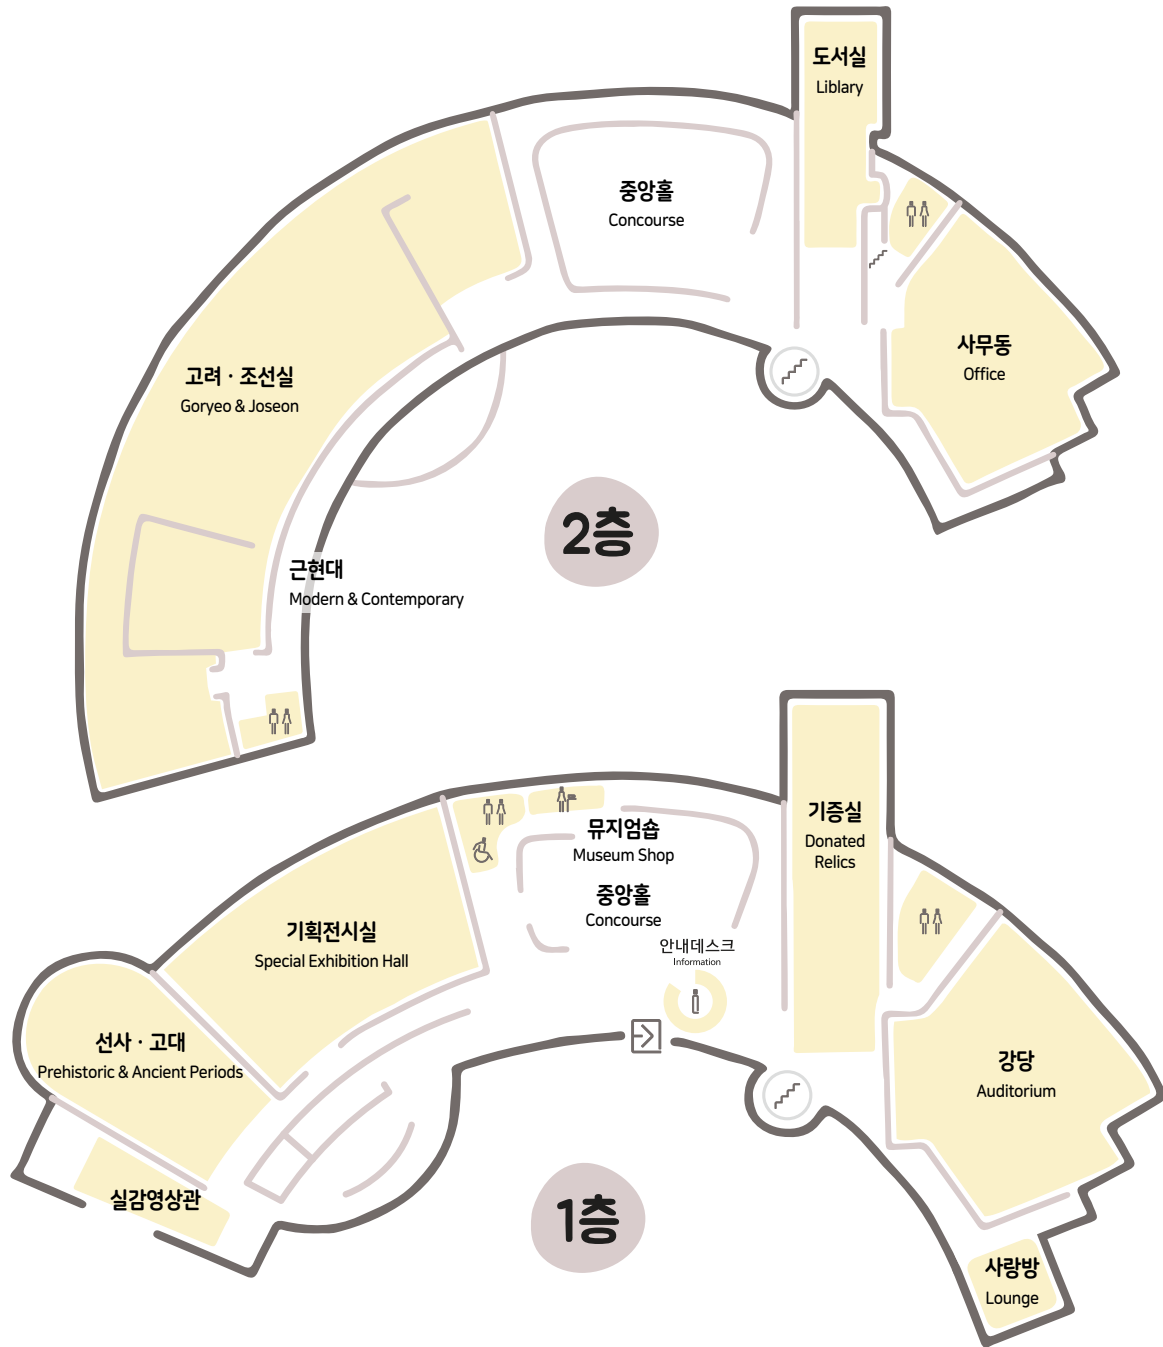 도서실
Liblary
중앙홀
Concourse
사무동
Office
고려 · 조선실
Goryeo & Joseon
근현대
Modern & Contemporary
2층
기증실
Donated
Relics
뮤지엄숍
Museum Shop
중앙홀
Concourse
안내데스크
Information
기획전시실
Special Exhibition Hall
선사 · 고대
Prehistoric & Ancient Periods
강당
Auditorium
실감영상관
1층
사랑방
Lounge